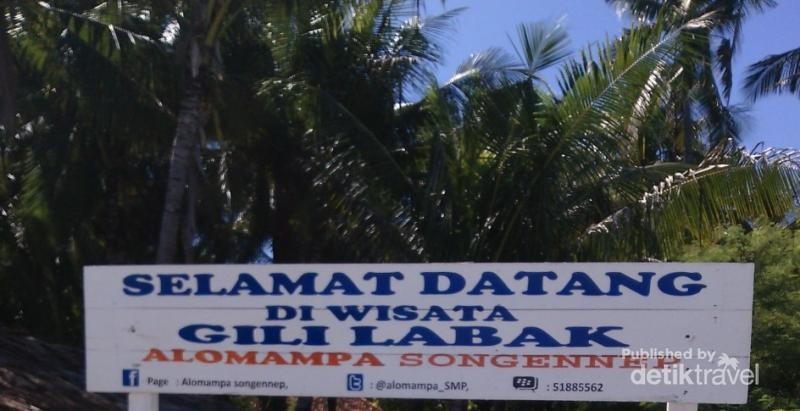 SELAMAT DATANG
DI WISATA
GILI LABAK
ALOMAMPA SONGENNEP
Page : Alomampa songennep, : @alomampa_SMP, : 51885562
Published by
detiktravel